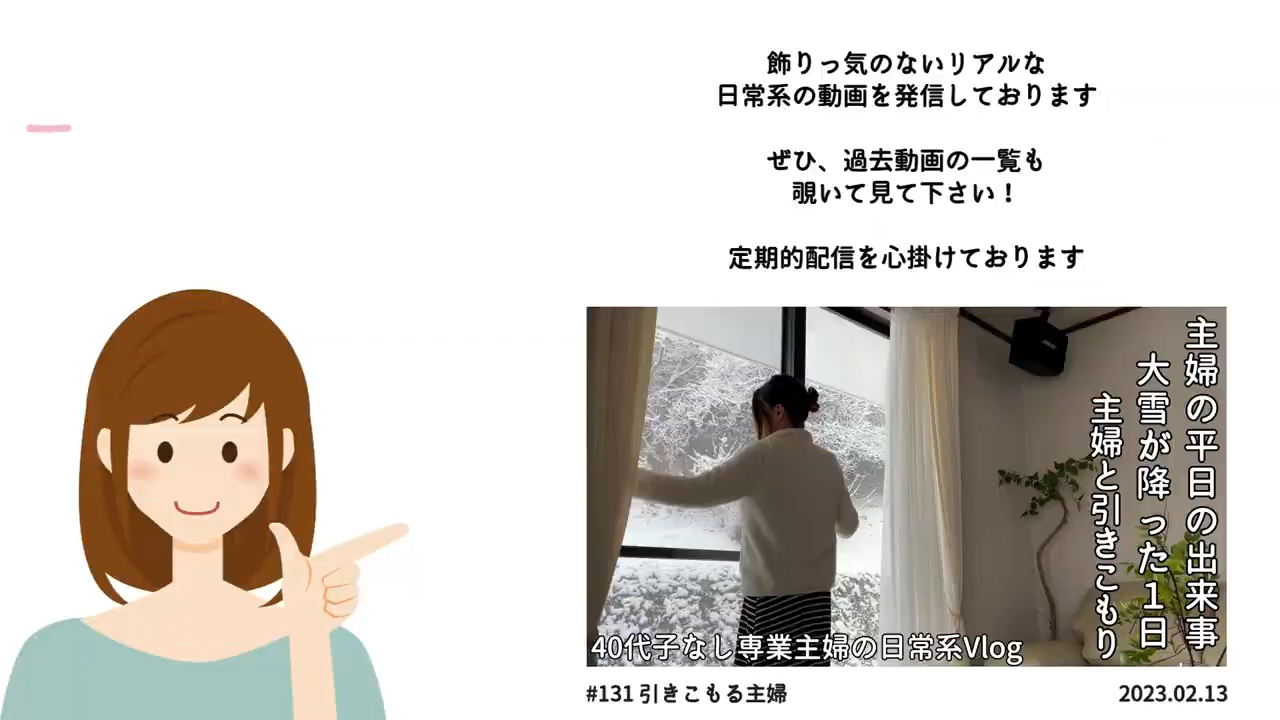 飾りっ気のないリアルな
日常系の動画を発信しております
ぜひ、過去動画の一覧も
覗いて見て下さい！
定期的配信を心掛けております
主婦の平日の出来事
大雪が降った1日
主婦と引きこもり
40代子なし専業主婦の日常系Vlog
#131 引きこもる主婦
2023.02.13